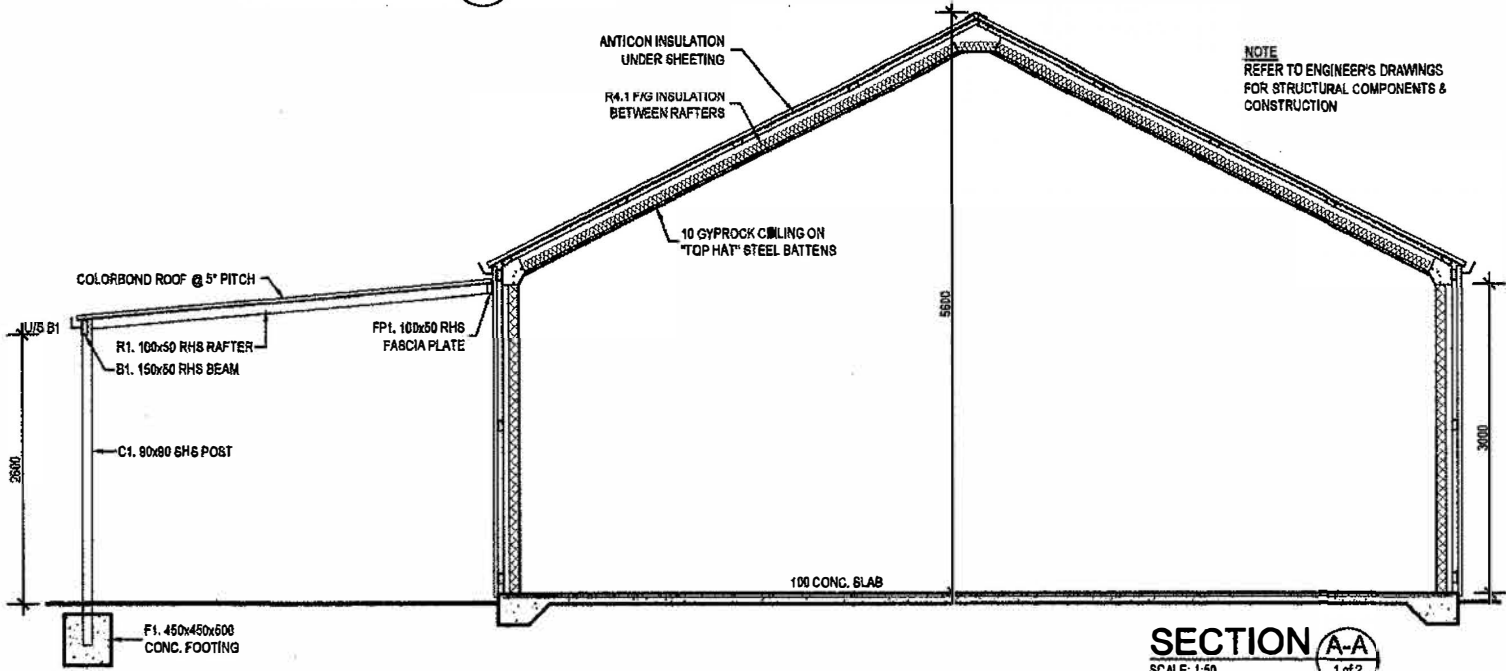 ANTICON INSULATION
UNDER SHEETING
R4.1 F/G INSULATION
BETWEEN RAFTERS
NOTE
REFER TO ENGINEER'S DRAWINGS
FOR STRUCTURAL COMPONENTS &
CONSTRUCTION
10 GYPROCK CEILING ON
"TOP HAT" STEEL BATTENS
COLORBOND ROOF @ 5° PITCH
U/S B1
R1. 100x50 RHS RAFTER
B1. 150x50 RHS BEAM
FP1. 100x50 RHS
FASCIA PLATE
C1. 90x90 SHS POST
2600
5600
3000
100 CONC. SLAB
F1. 450x450x600
CONC. FOOTING
SECTION A-A
SCALE: 1:50
1 of 2